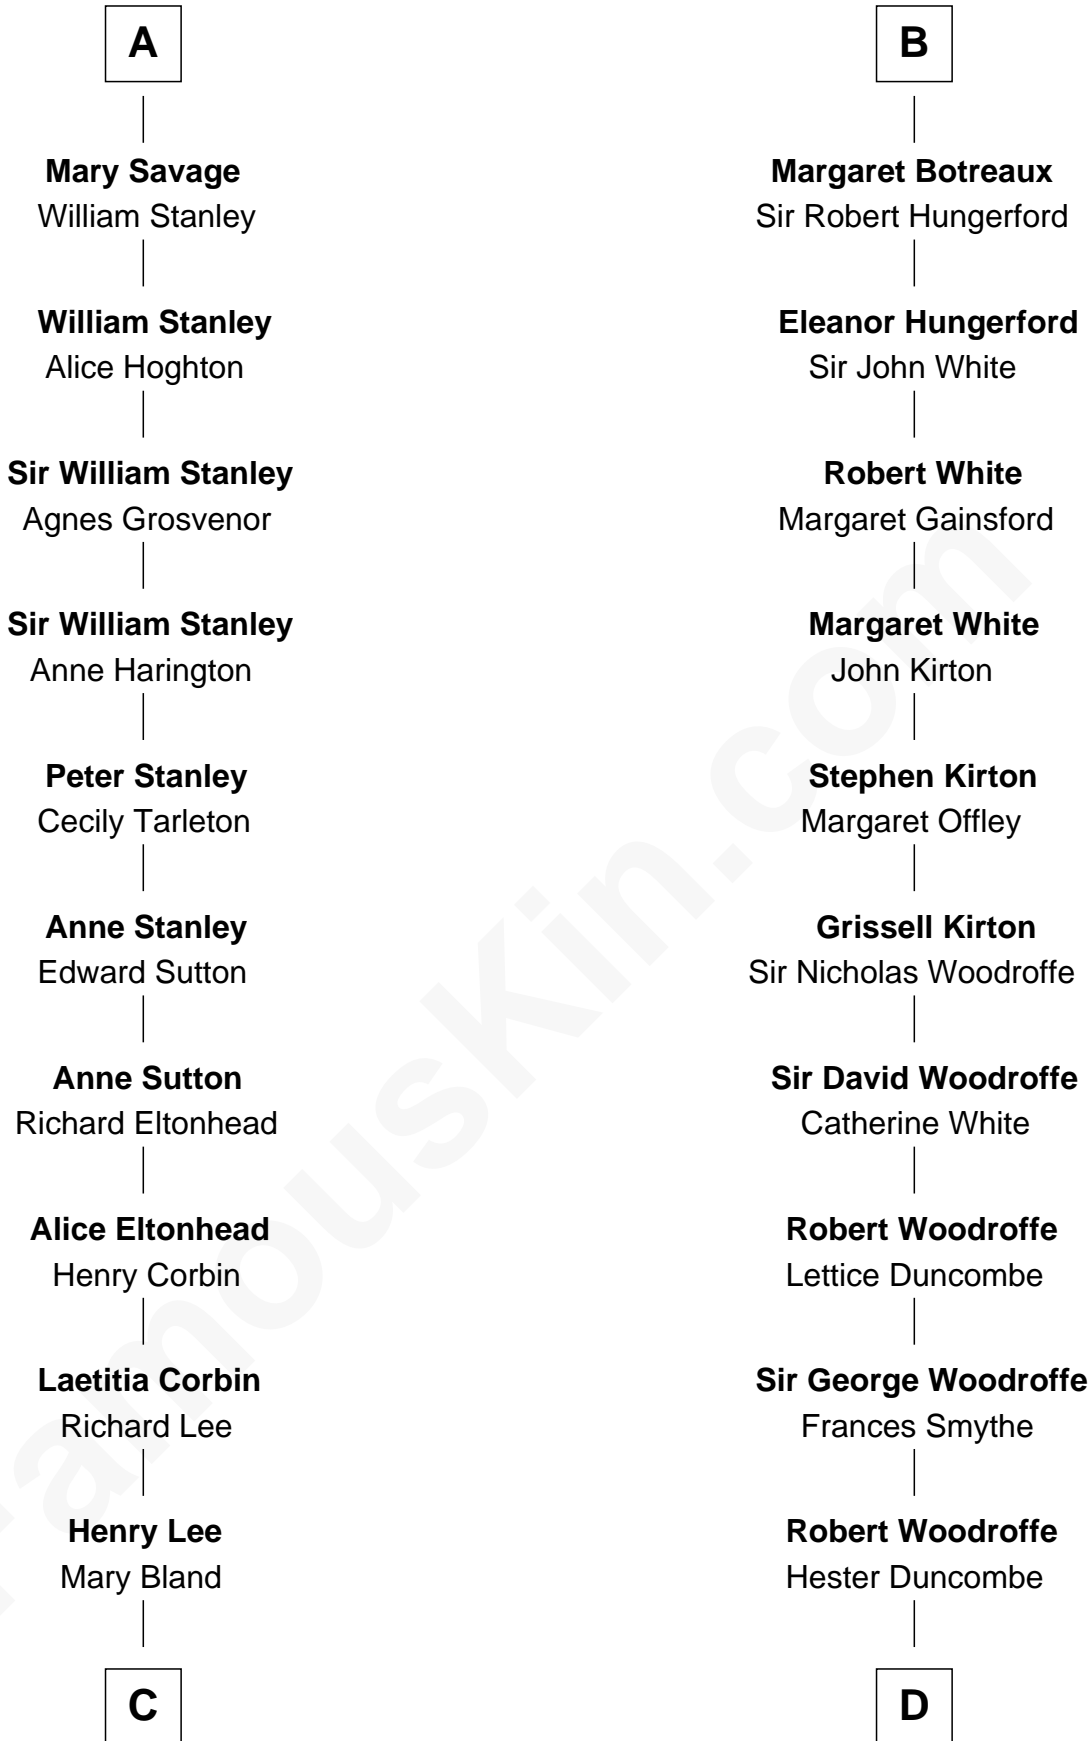 A
Mary Savage
William Stanley
William Stanley
Alice Hoghton
Sir William Stanley
Agnes Grosvenor
Sir William Stanley
Anne Harington
Peter Stanley
Cecily Tarleton
Anne Stanley
Edward Sutton
Anne Sutton
Richard Eltonhead
Alice Eltonhead
Henry Corbin
Laetitia Corbin
Richard Lee
Henry Lee
Mary Bland
C
B
Margaret Botreaux
Sir Robert Hungerford
Eleanor Hungerford
Sir John White
Robert White
Margaret Gainsford
Margaret White
John Kirton
Stephen Kirton
Margaret Offley
Grissell Kirton
Sir Nicholas Woodroffe
Sir David Woodroffe
Catherine White
Robert Woodroffe
Lettice Duncombe
Sir George Woodroffe
Frances Smythe
Robert Woodroffe
Hester Duncombe
D
FamousKin.com